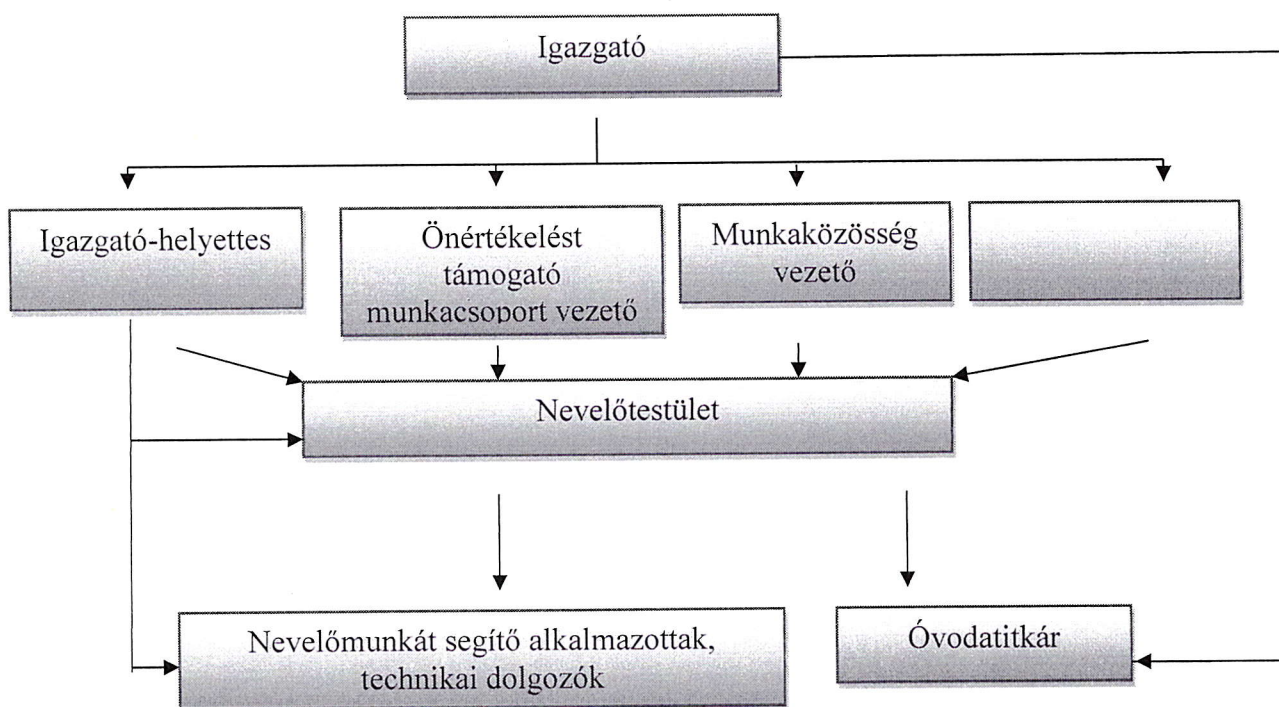 Igazgató
Igazgató-helyettes
Önértékelést
támogató
munkacsoport vezető
Munkaközösség
vezető
Nevelőtestület
Nevelőmunkát segítő alkalmazottak,
technikai dolgozók
Óvodatitkár